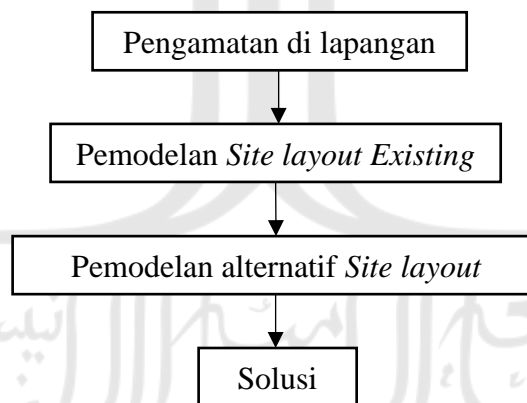 Pengamatan di lapangan
Pemodelan Site layout Existing
Pemodelan alternatif Site layout
Solusi